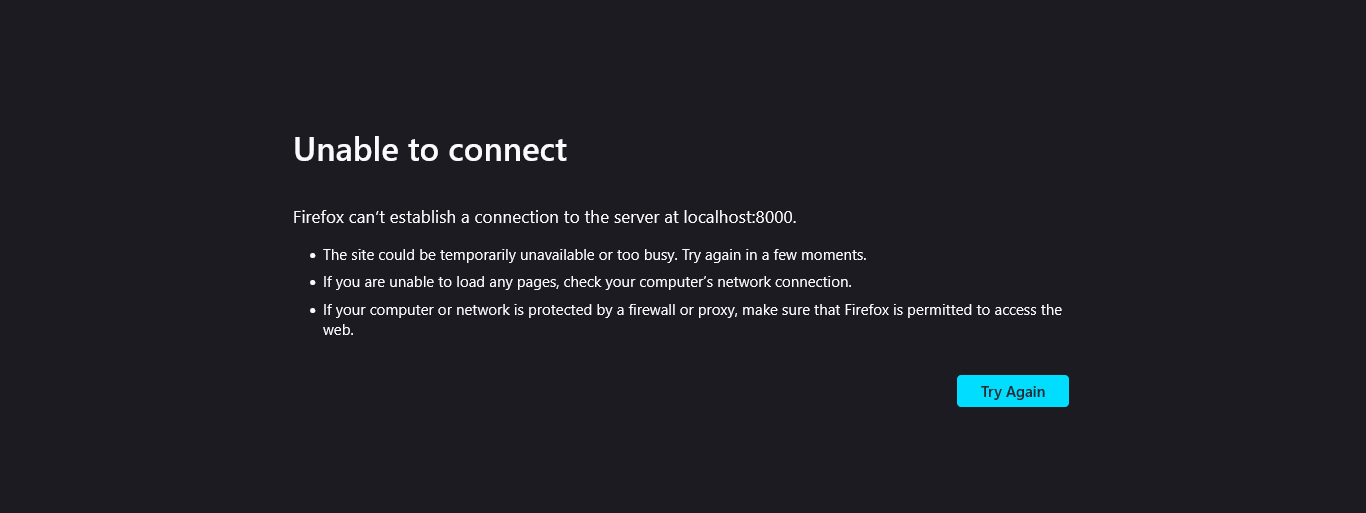 Unable to connect
Firefox can’t establish a connection to the server at localhost:8000.
• The site could be temporarily unavailable or too busy. Try again in a few moments.
• If you are unable to load any pages, check your computer’s network connection.
• If your computer or network is protected by a firewall or proxy, make sure that Firefox is permitted to access the
web.
Try Again